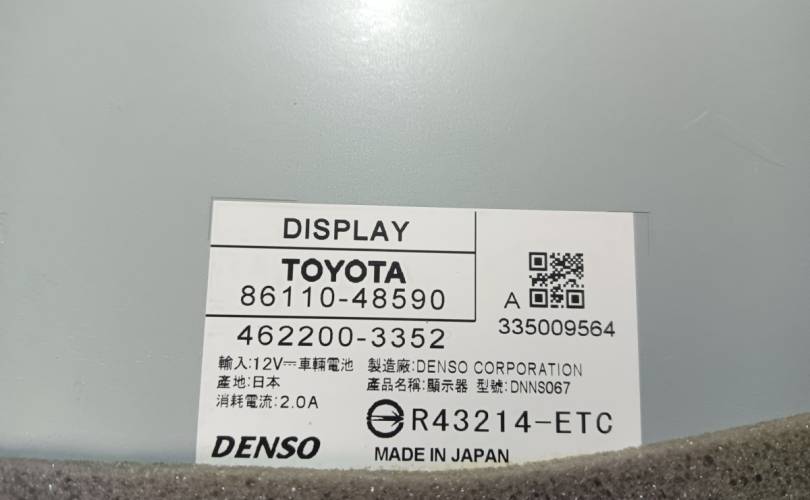 DISPLAY
TOYOTA
86110-48590
A
335009564
462200-3352
輸入:12V⎓車輛電池 製造廠:DENSO CORPORATION
產地:日本 產品名稱:顯示器 型號:DNNS067
消耗電流:2.0A
R43214-ETC
DENSO
MADE IN JAPAN